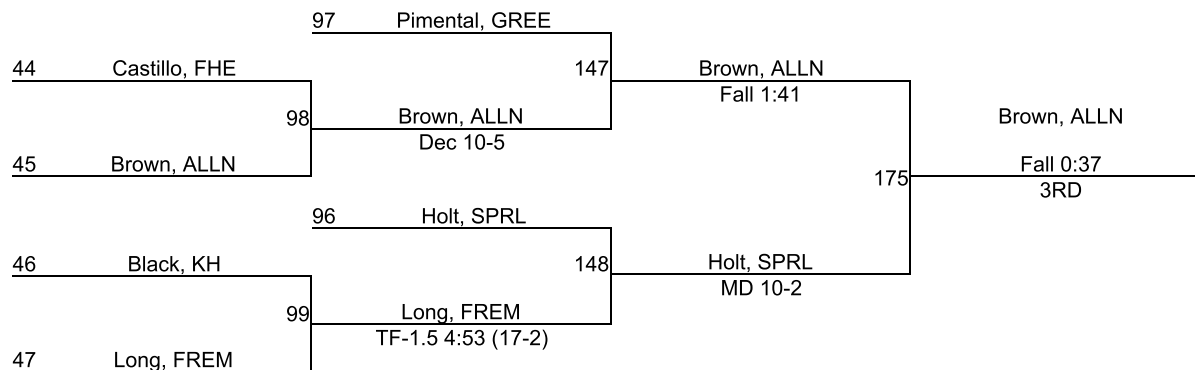 97 Pimental, GREE
44 Castillo, FHE
147 Brown, ALLN
Fall 1:41
98 Brown, ALLN
Dec 10-5
Brown, ALLN
45 Brown, ALLN
Fall 0:37
175
3RD
96 Holt, SPRL
46 Black, KH
148 Holt, SPRL
MD 10-2
99 Long, FREM
TF-1.5 4:53 (17-2)
47 Long, FREM